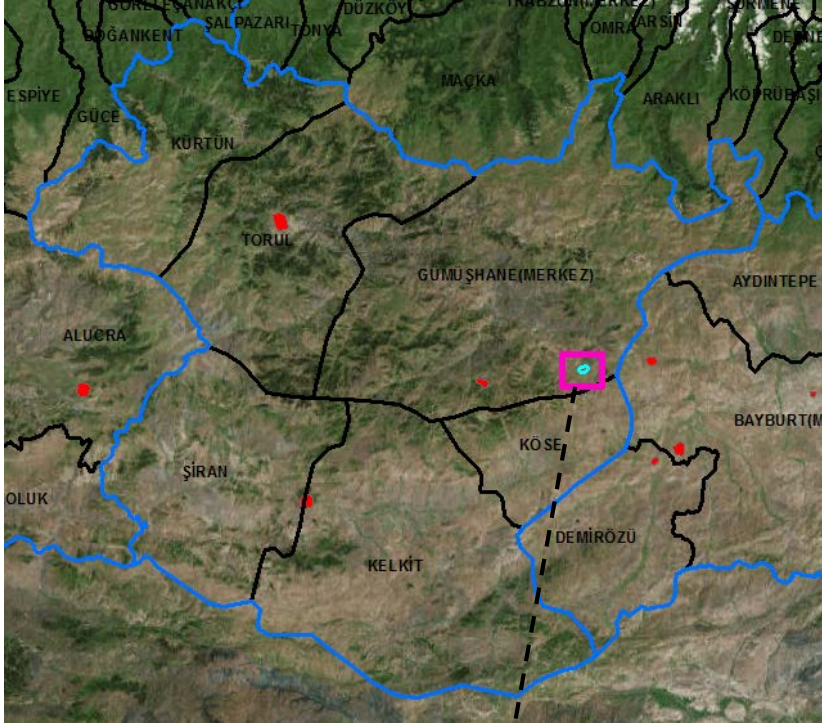 DÜZKÖY
ŞALPAZARI
TONYA
DOĞANKENT
ARSİN
MAÇKA
ESPİYE
ARAKLI
KÖPRÜBAŞI
GÜCE
KÜRTÜN
TORUL
GÜMÜŞHANE(MERKEZ)
AYDINTEPE
ALUCRA
BAYBURT(M
KÖSE
ŞİRAN
OLUK
DEMİRÖZÜ
KELKİT